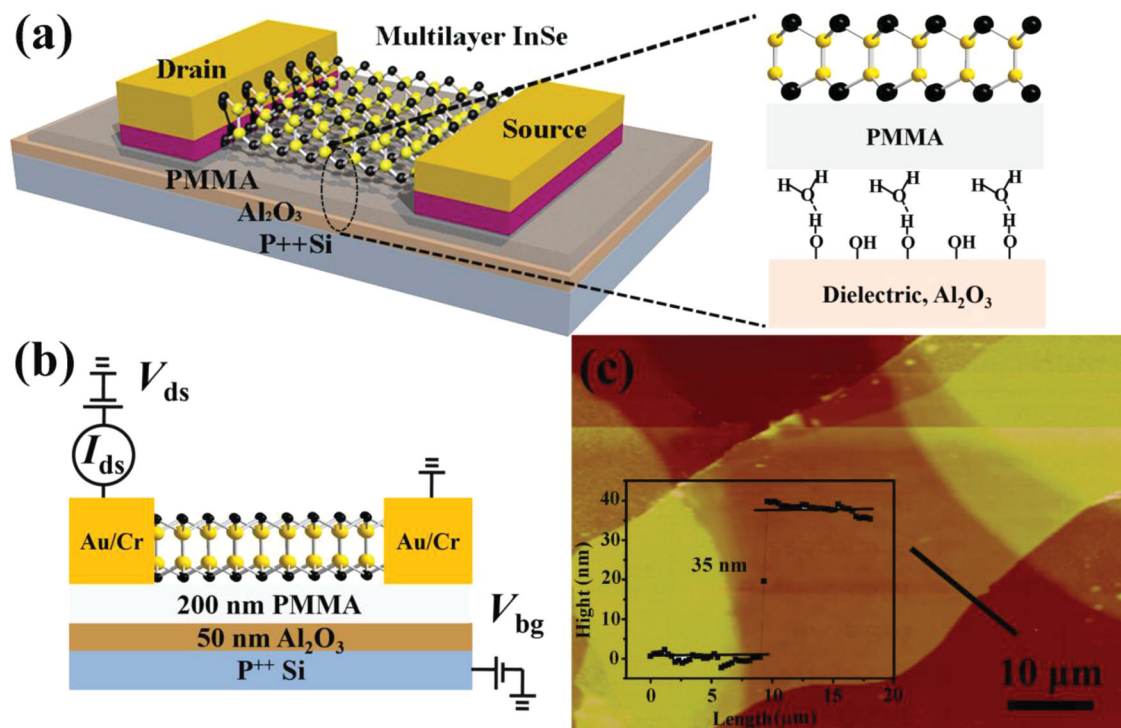 (a)
Multilayer InSe
Drain
Source
PMMA
Al₂O₃
P++Si
PMMA
H H H H H H
O O O
H H H
O OH O OH O
Dielectric, Al₂O₃
(b)
V_ds
I_ds
Au/Cr
Au/Cr
200 nm PMMA
V_bg
50 nm Al₂O₃
P⁺⁺ Si
(c)
40
30
20
10
0
Hight (nm)
35 nm
0 5 10 15 20
Length (μm)
10 μm